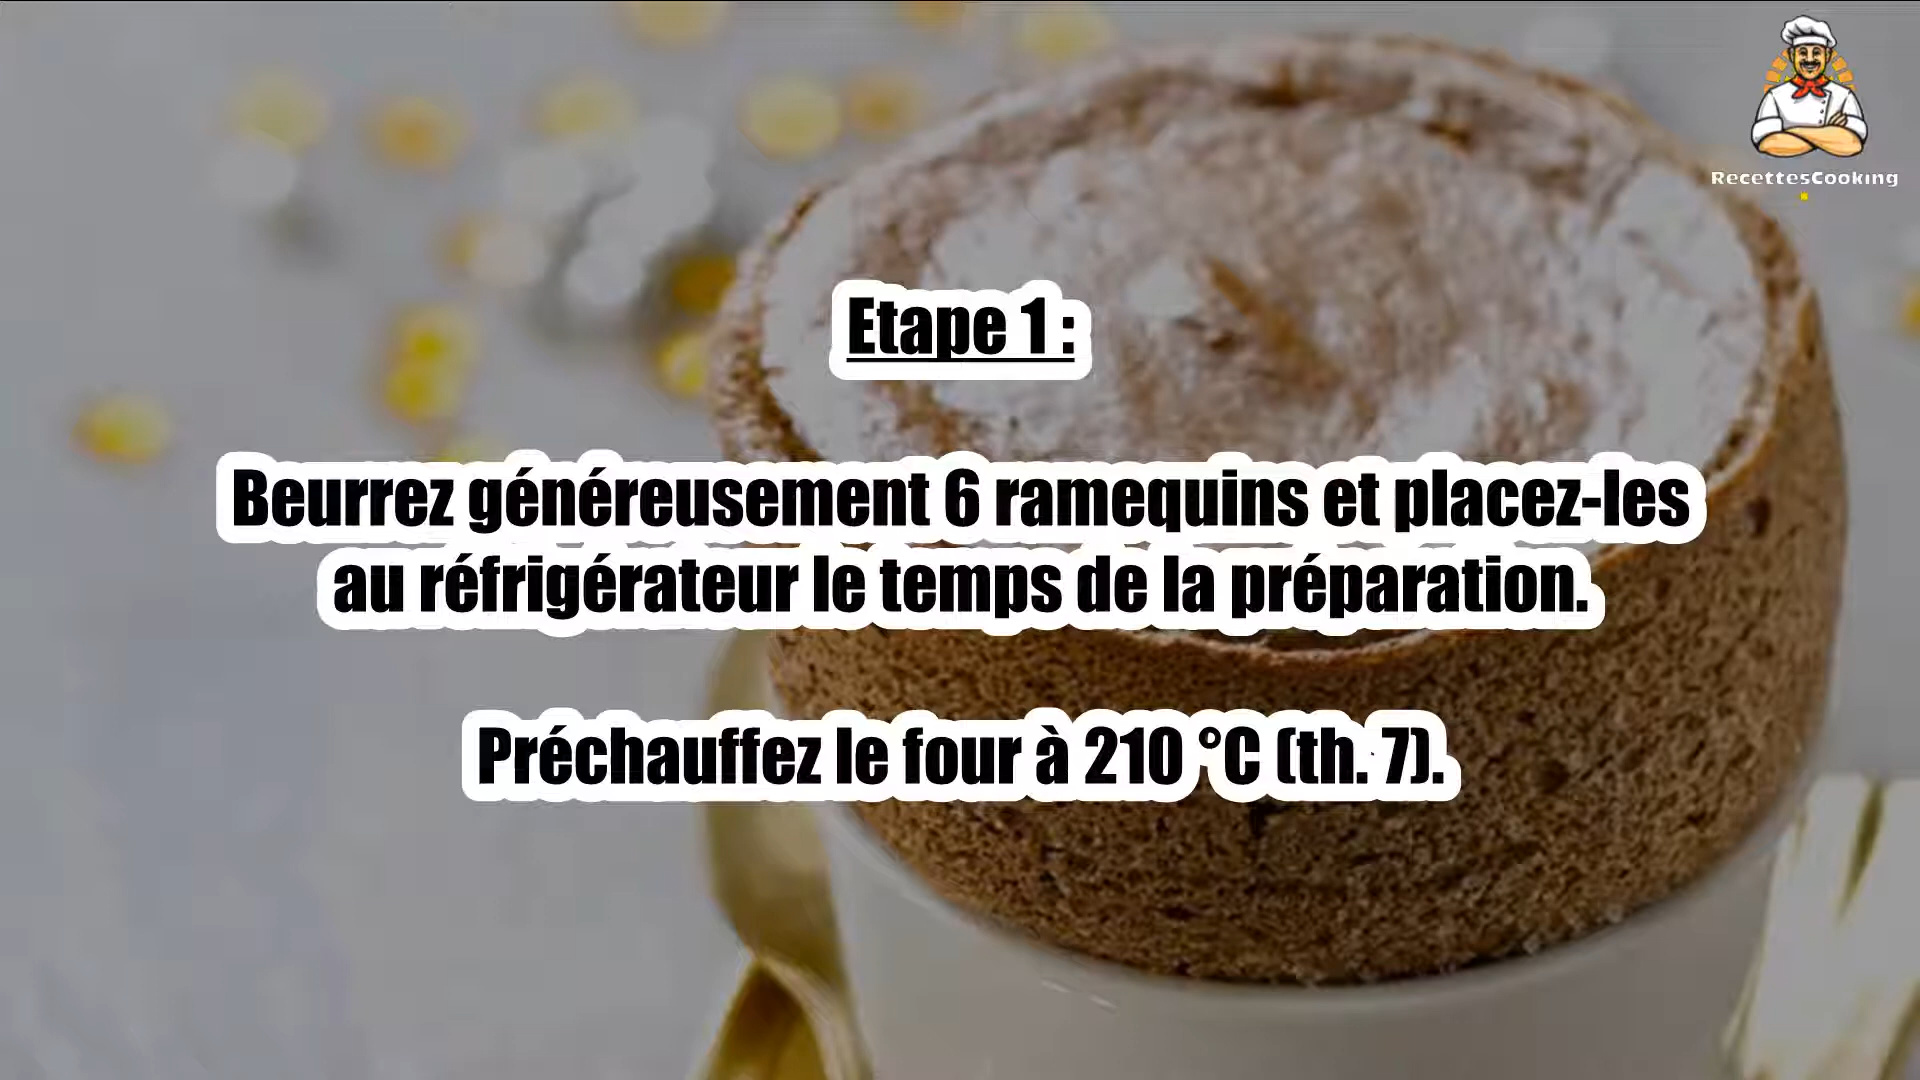 RecettesCooking
Etape 1 :
Beurrez généreusement 6 ramequins et placez-les
au réfrigérateur le temps de la préparation.
Préchauffez le four à 210 °C (th. 7).